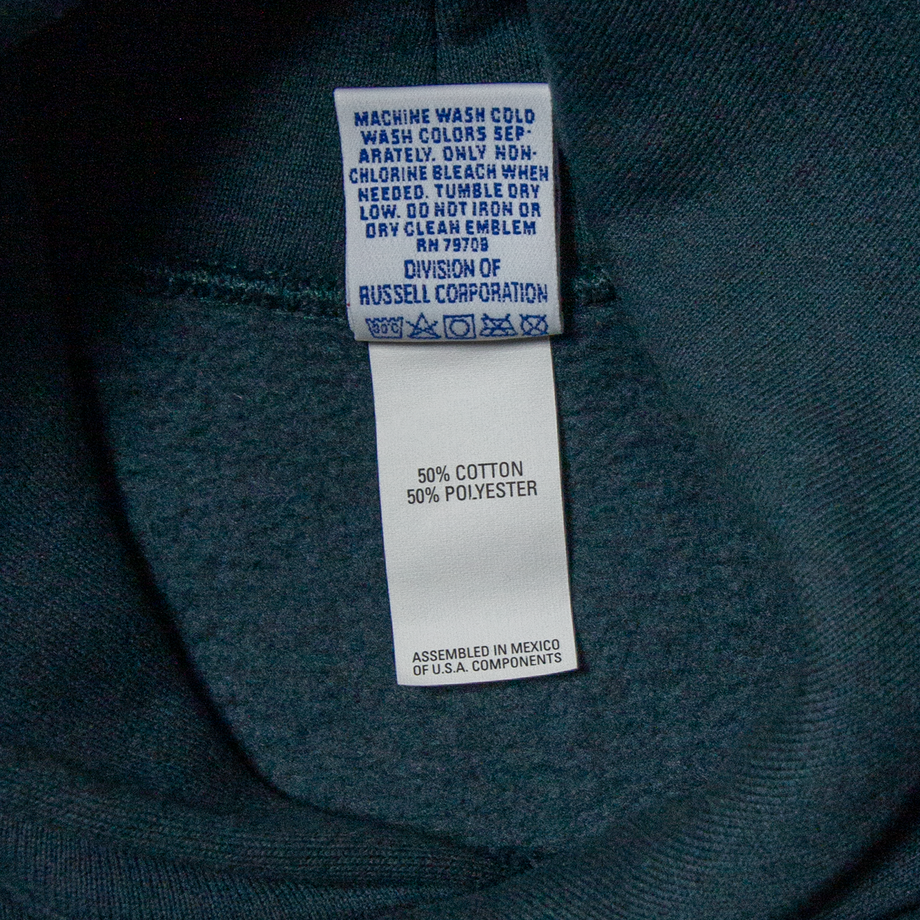 MACHINE WASH COLD
WASH COLORS SEP-
ARATELY. ONLY NON-
CHLORINE BLEACH WHEN
NEEDED. TUMBLE DRY
LOW. DO NOT IRON OR
DRY CLEAN EMBLEM
RN 79709
DIVISION OF
RUSSELL CORPORATION
50% COTTON
50% POLYESTER
ASSEMBLED IN MEXICO
OF U.S.A. COMPONENTS